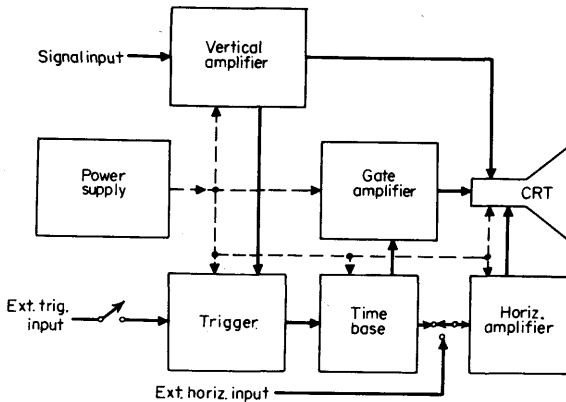 Signal input
Vertical
amplifier
Power
supply
Gate
amplifier
CRT
Ext. trig.
input
Trigger
Time
base
Horiz.
amplifier
Ext. horiz. input